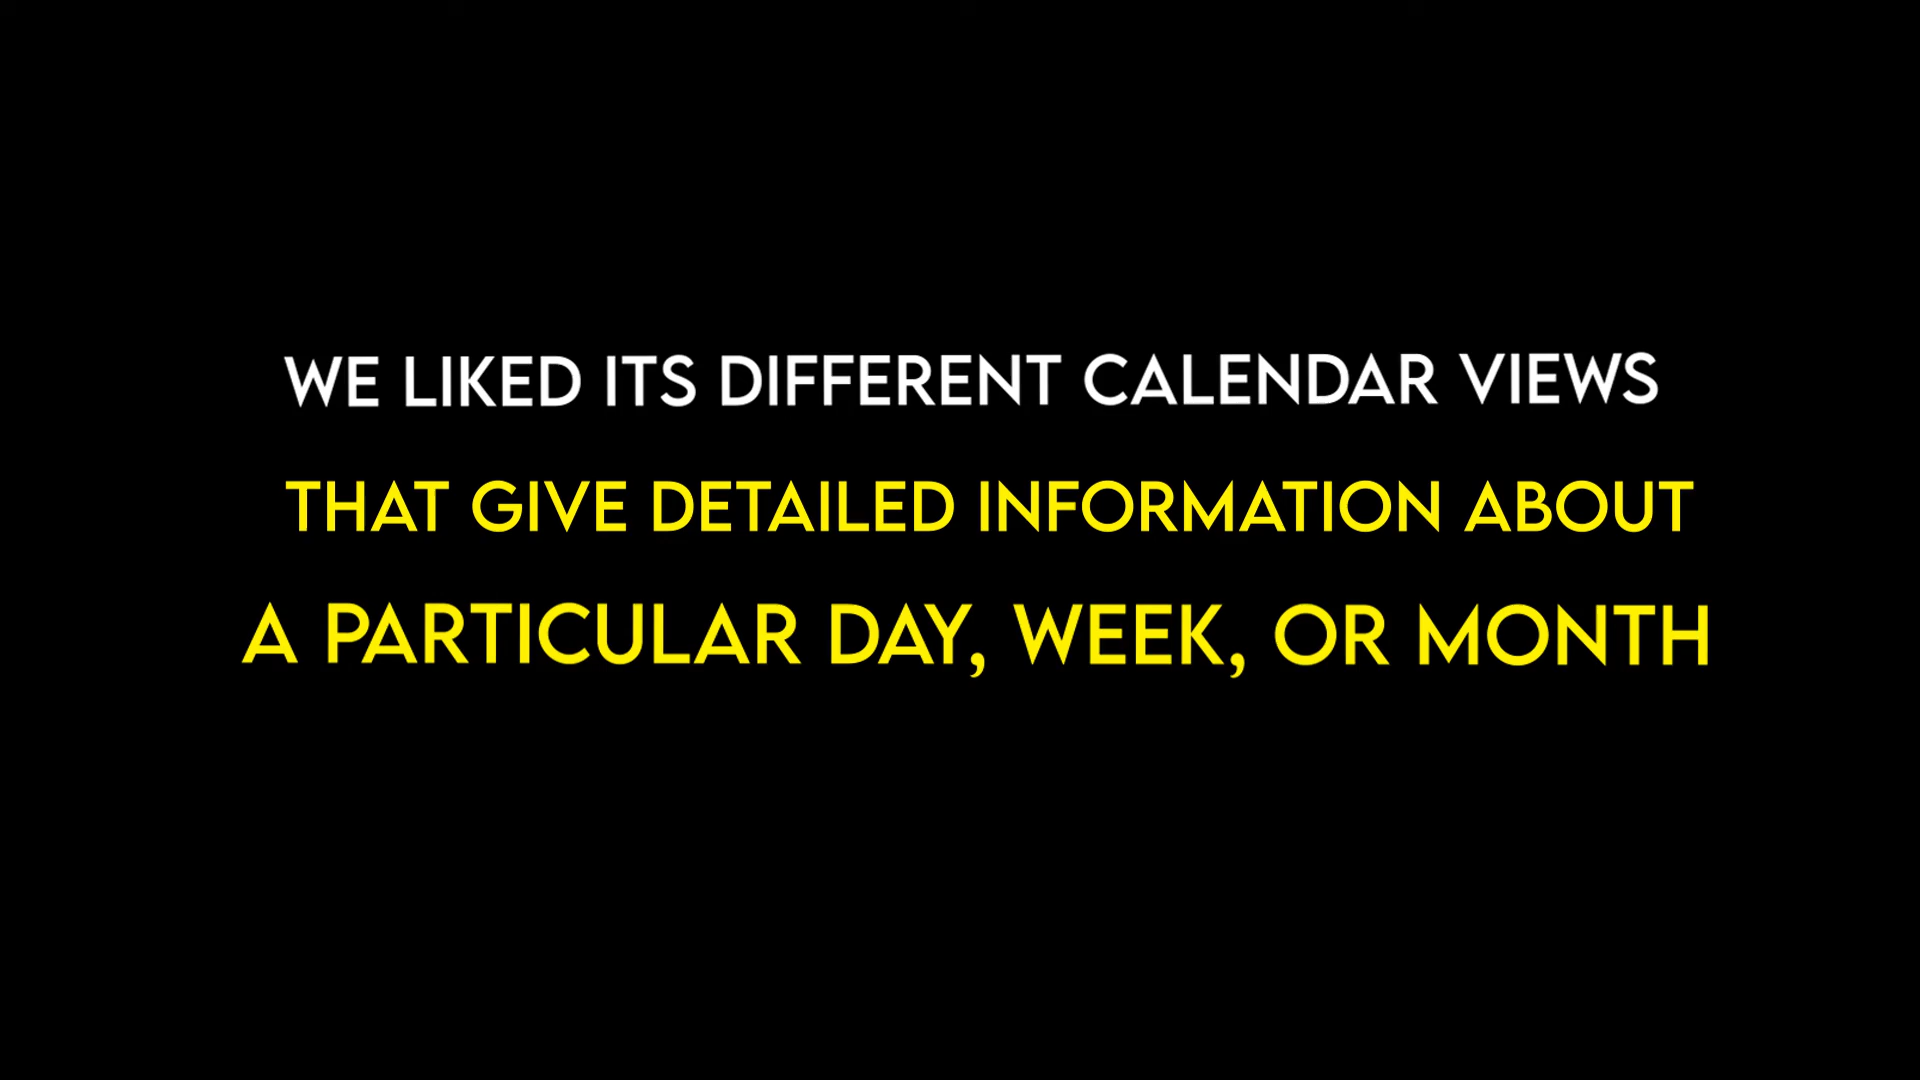 WE LIKED ITS DIFFERENT CALENDAR VIEWS
THAT GIVE DETAILED INFORMATION ABOUT
A PARTICULAR DAY, WEEK, OR MONTH